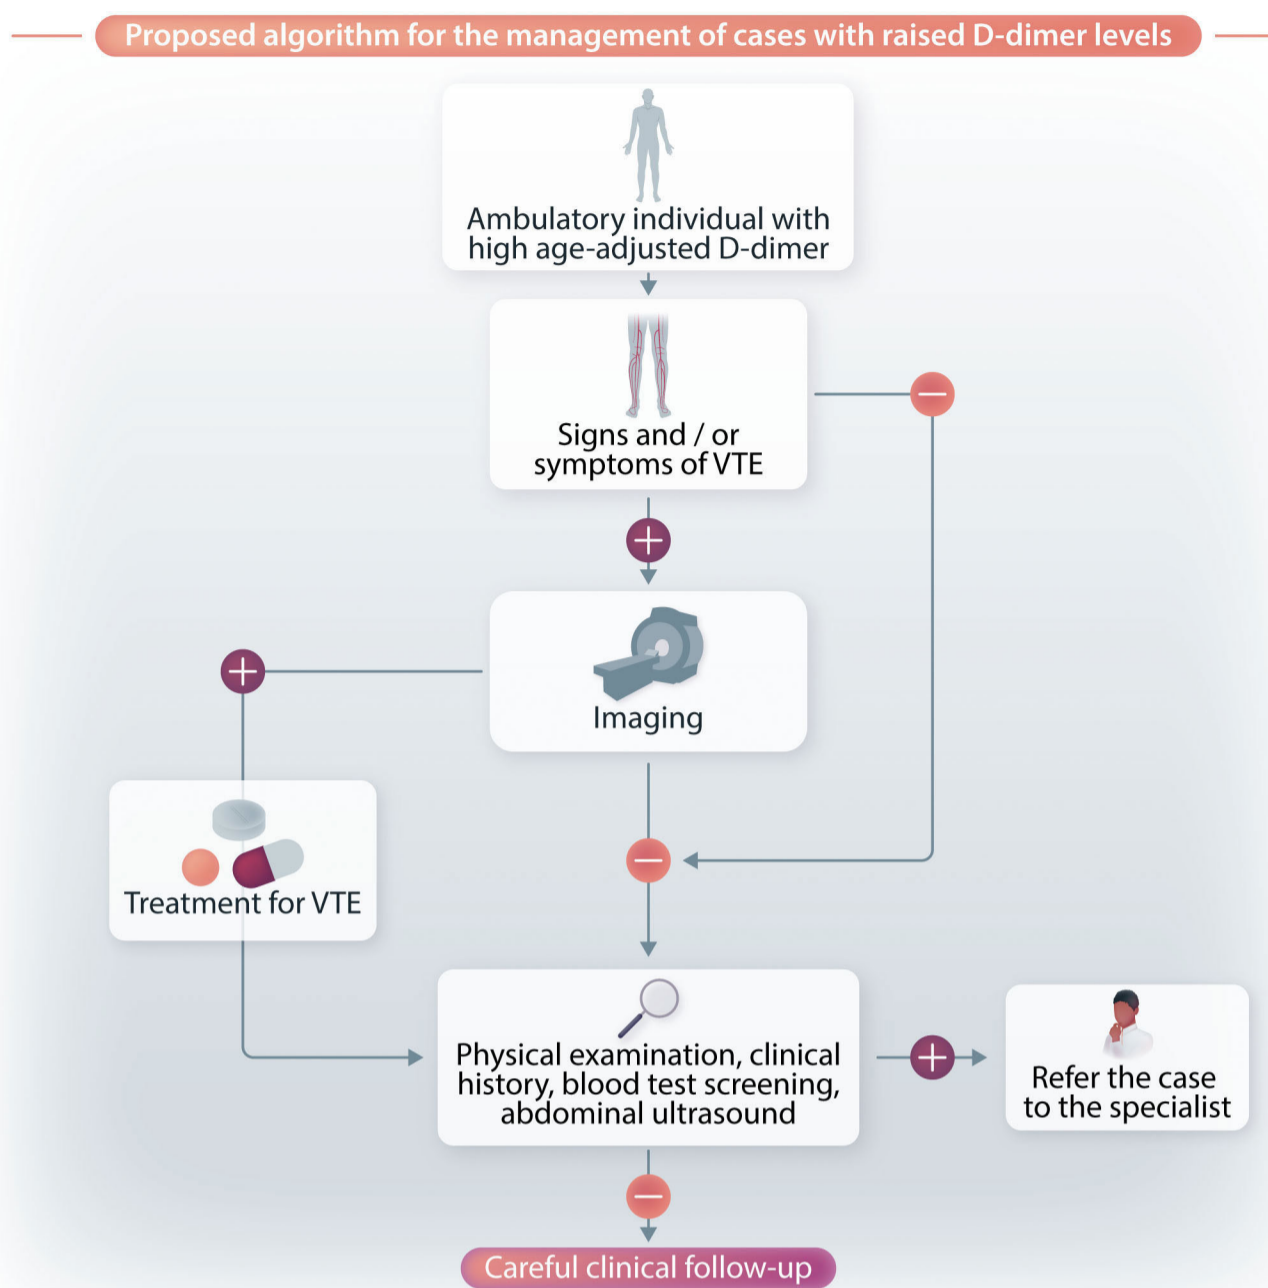 Proposed algorithm for the management of cases with raised D-dimer levels
Ambulatory individual with
high age-adjusted D-dimer
Signs and / or
symptoms of VTE
Imaging
Treatment for VTE
Physical examination, clinical
history, blood test screening,
abdominal ultrasound
Refer the case
to the specialist
Careful clinical follow-up